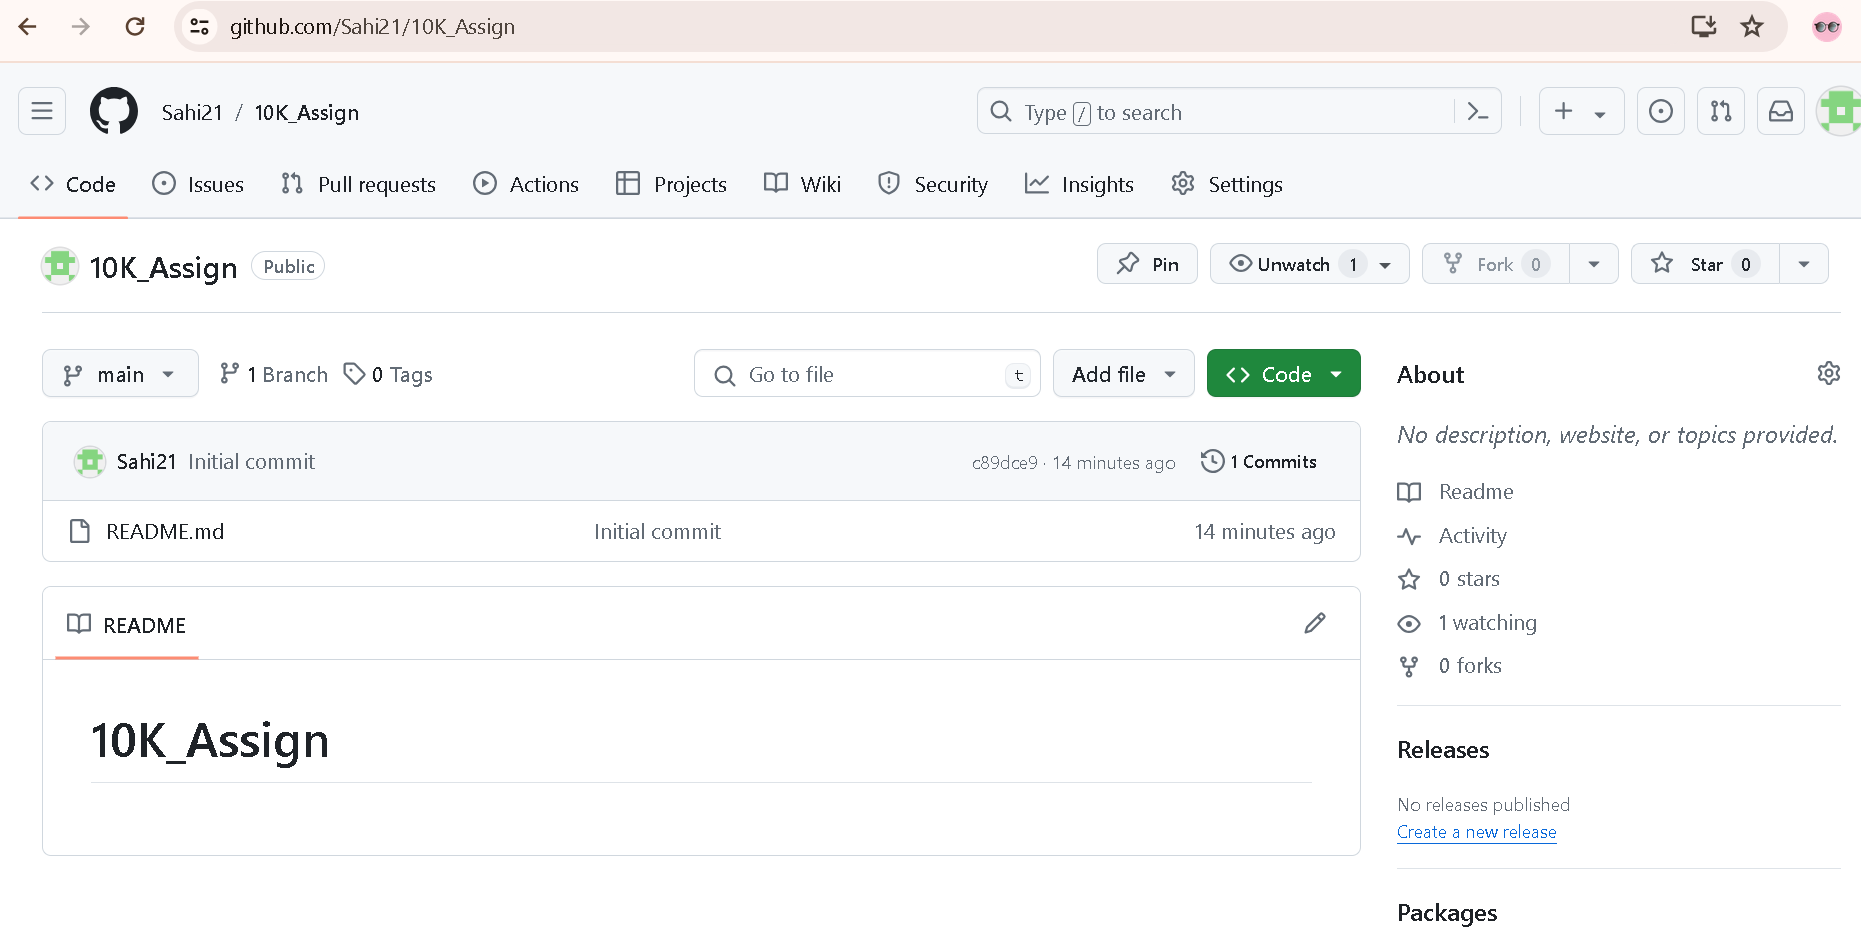 github.com/Sahi21/10K_Assign
Sahi21 / 10K_Assign
Type / to search
Code Issues Pull requests Actions Projects Wiki Security Insights Settings
10K_Assign Public
Pin Unwatch 1 Fork 0 Star 0
main 1 Branch 0 Tags Go to file t Add file Code
Sahi21 Initial commit c89dce9 · 14 minutes ago 1 Commits
README.md Initial commit 14 minutes ago
README
10K_Assign
About
No description, website, or topics provided.
Readme
Activity
0 stars
1 watching
0 forks
Releases
No releases published
Create a new release
Packages